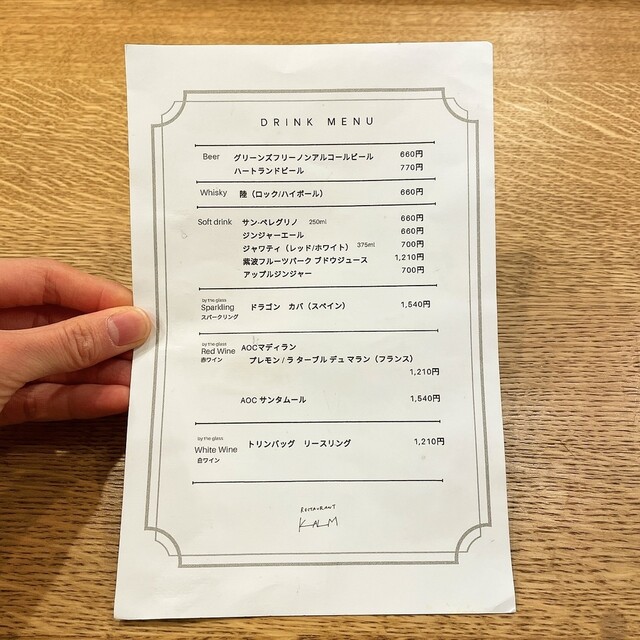 DRINK MENU
Beer グリーンズフリーノンアルコールビール 660円
ハートランドビール 770円
Whisky 陸（ロック/ハイボール） 660円
Soft drink サン・ペレグリノ 250ml 660円
ジンジャーエール 660円
ジャワティ（レッド/ホワイト） 375ml 700円
紫波フルーツパーク ブドウジュース 1,210円
アップルジンジャー 700円
by the glass
Sparkling ドラゴン カバ（スペイン） 1,540円
スパークリング
by the glass
Red Wine AOCマディラン
赤ワイン プレモン / ラ ターブル デュ マラン（フランス）
1,210円
AOC サンタムール 1,540円
by the glass
White Wine トリンバッグ リースリング 1,210円
白ワイン
RESTAURANT
KALM